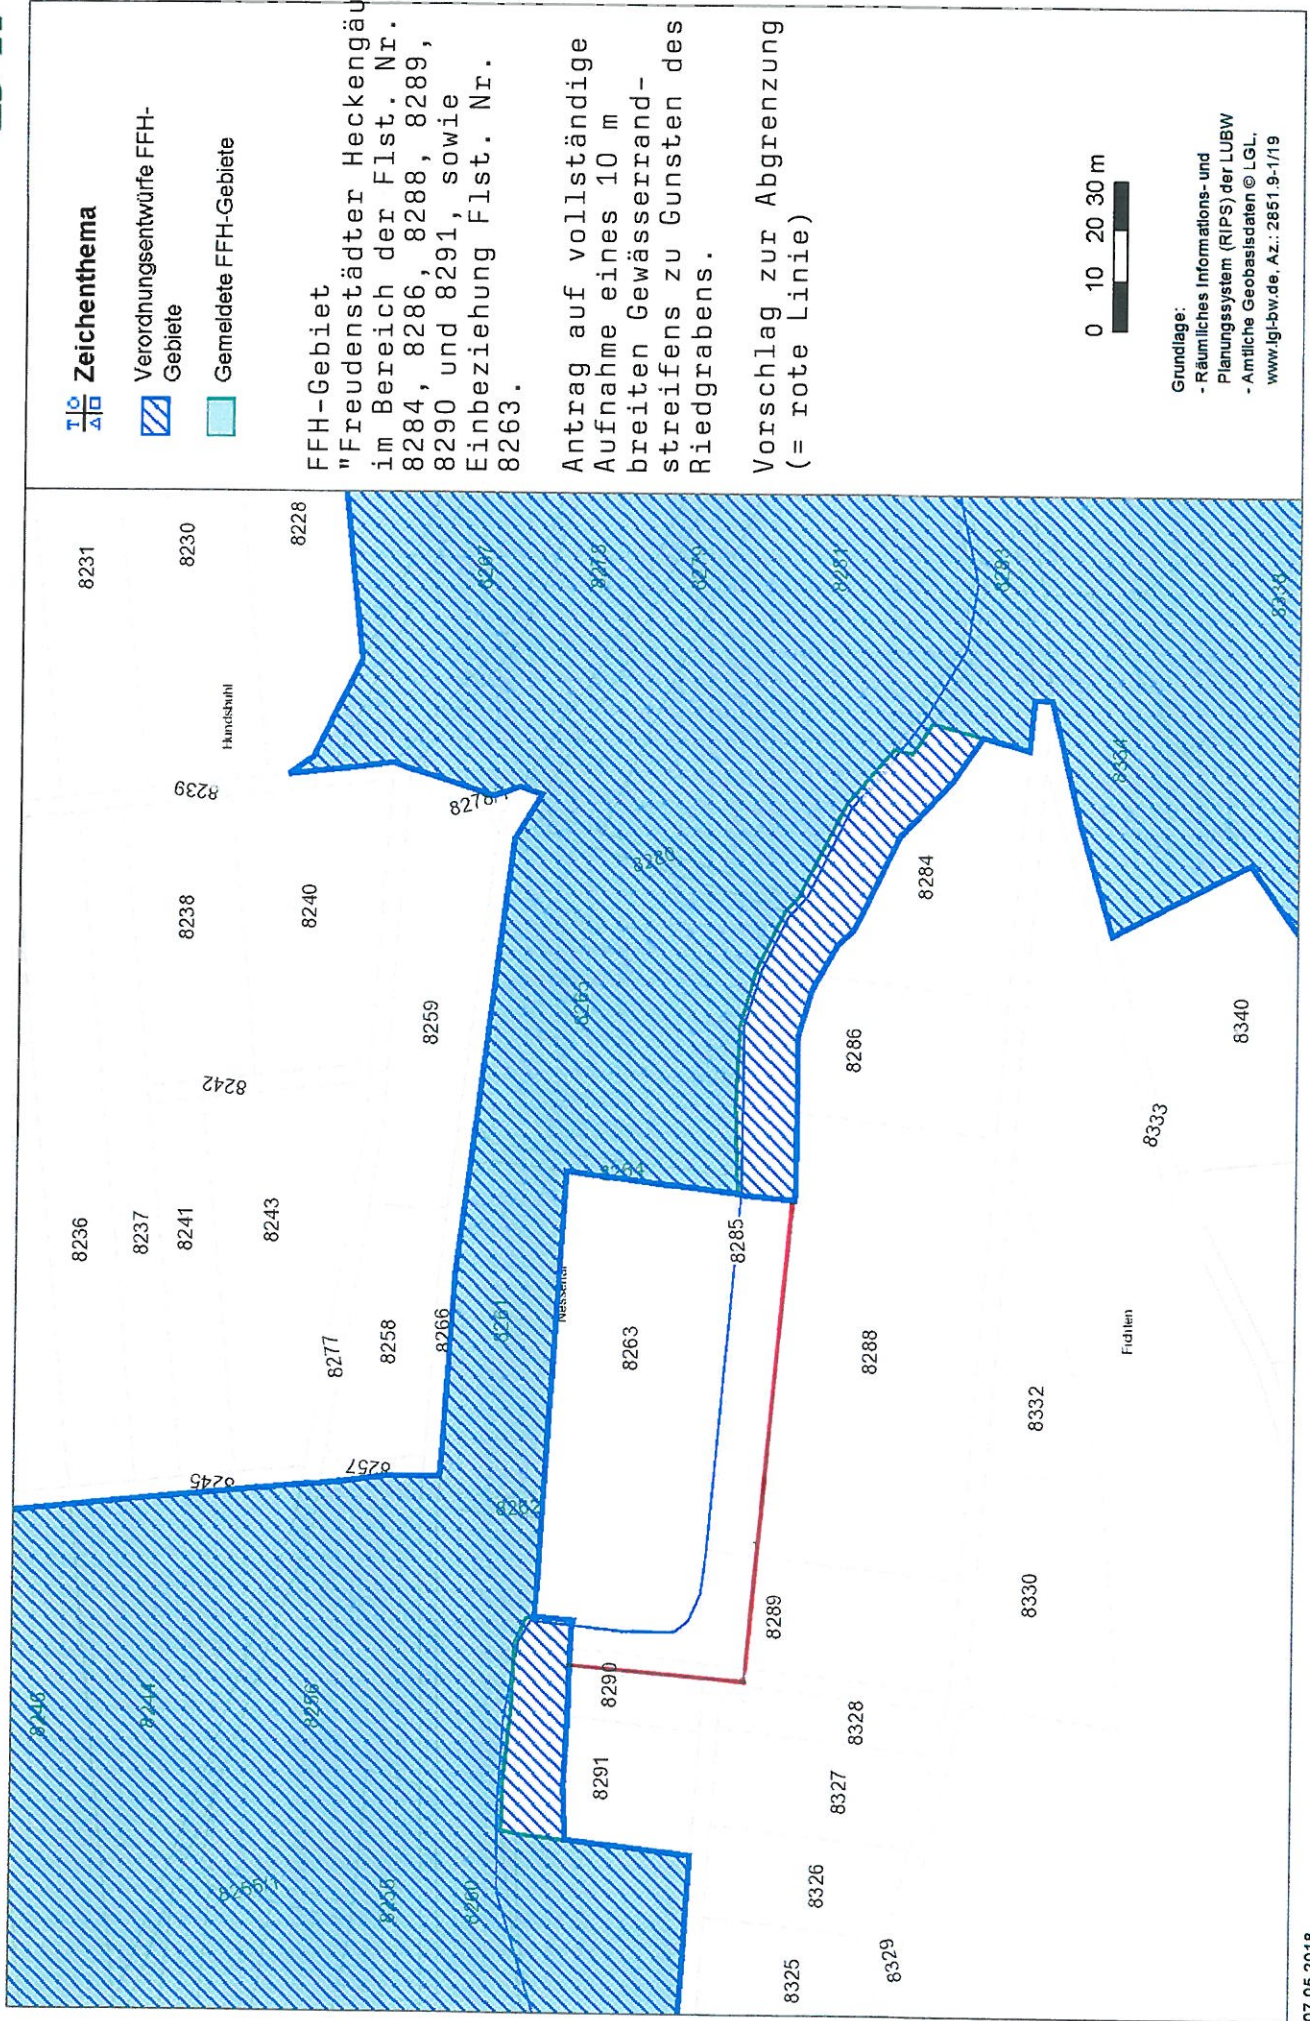 Zeichenthema
Verordnungsentwürfe FFH-
Gebiete
Gemeldete FFH-Gebiete
FFH-Gebiet
"Freudenstädter Heckengäu
im Bereich der Flst. Nr.
8284, 8286, 8288, 8289,
8290 und 8291, sowie
Einbeziehung Flst. Nr.
8263.
Antrag auf vollständige
Aufnahme eines 10 m
breiten Gewässerrand-
streifens zu Gunsten des
Riedgrabens.
Vorschlag zur Abgrenzung
(= rote Linie)
0 10 20 30 m
Grundlage:
- Räumliches Informations- und
Planungssystem (RIPS) der LUBW
- Amtliche Geobasisdaten © LGL,
www.lgl-bw.de, Az.: 2851.9-1/19
8231
8230
8228
Hundsbühl
8239
8238
8240
8259
8242
8236
8237
8241
8243
8277
8258
8266
8245
8257
8278
8279
8281
8283
8338
8334
8280
8265
8264
8261
8262
8263
8285
8284
8286
8288
8289
8290
8291
8340
8333
Fichten
8332
8330
8328
8327
8326
8325
8329
8246
8244
8256
8255/1
8255
8260
07.05.2018